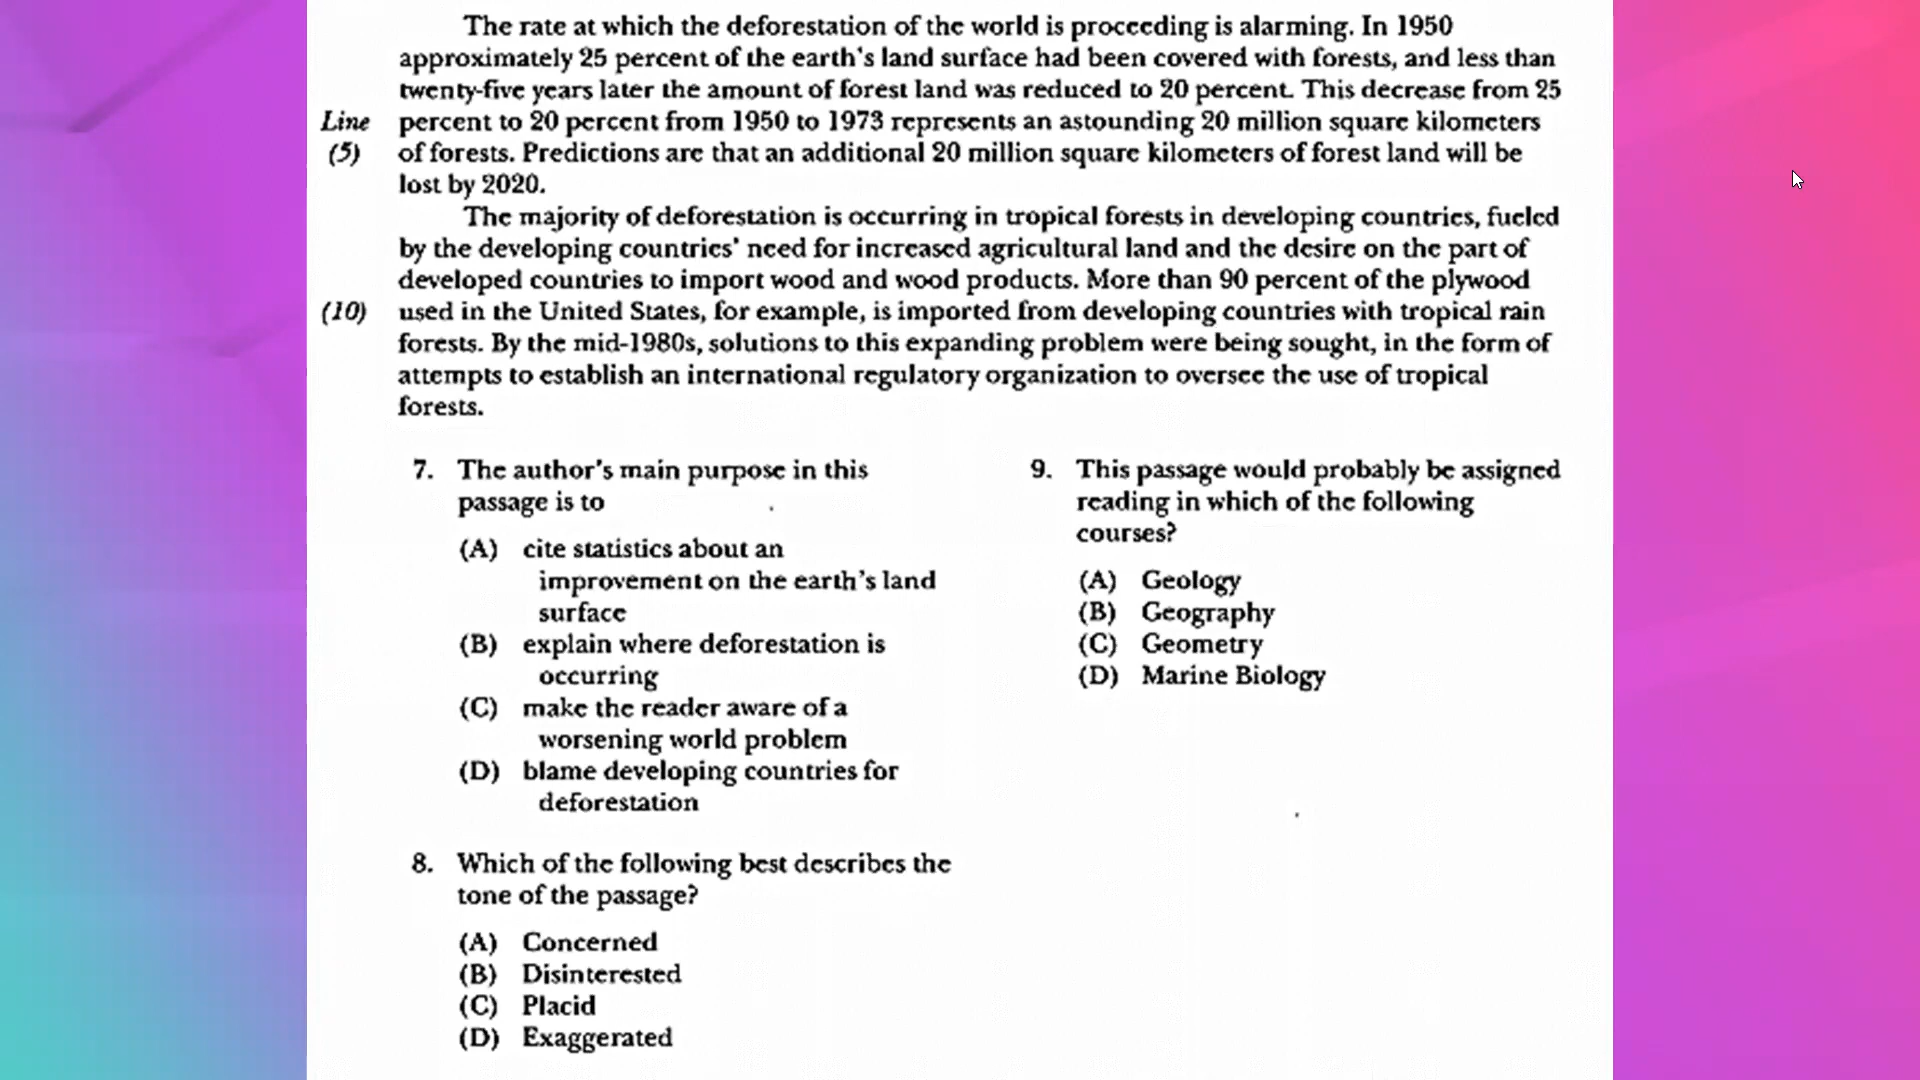 The rate at which the deforestation of the world is proceeding is alarming. In 1950
approximately 25 percent of the earth's land surface had been covered with forests, and less than
twenty-five years later the amount of forest land was reduced to 20 percent. This decrease from 25
Line percent to 20 percent from 1950 to 1973 represents an astounding 20 million square kilometers
(5) of forests. Predictions are that an additional 20 million square kilometers of forest land will be
lost by 2020.
The majority of deforestation is occurring in tropical forests in developing countries, fueled
by the developing countries' need for increased agricultural land and the desire on the part of
developed countries to import wood and wood products. More than 90 percent of the plywood
(10) used in the United States, for example, is imported from developing countries with tropical rain
forests. By the mid-1980s, solutions to this expanding problem were being sought, in the form of
attempts to establish an international regulatory organization to oversee the use of tropical
forests.
7. The author's main purpose in this
passage is to
(A) cite statistics about an
improvement on the earth's land
surface
(B) explain where deforestation is
occurring
(C) make the reader aware of a
worsening world problem
(D) blame developing countries for
deforestation
8. Which of the following best describes the
tone of the passage?
(A) Concerned
(B) Disinterested
(C) Placid
(D) Exaggerated
9. This passage would probably be assigned
reading in which of the following
courses?
(A) Geology
(B) Geography
(C) Geometry
(D) Marine Biology